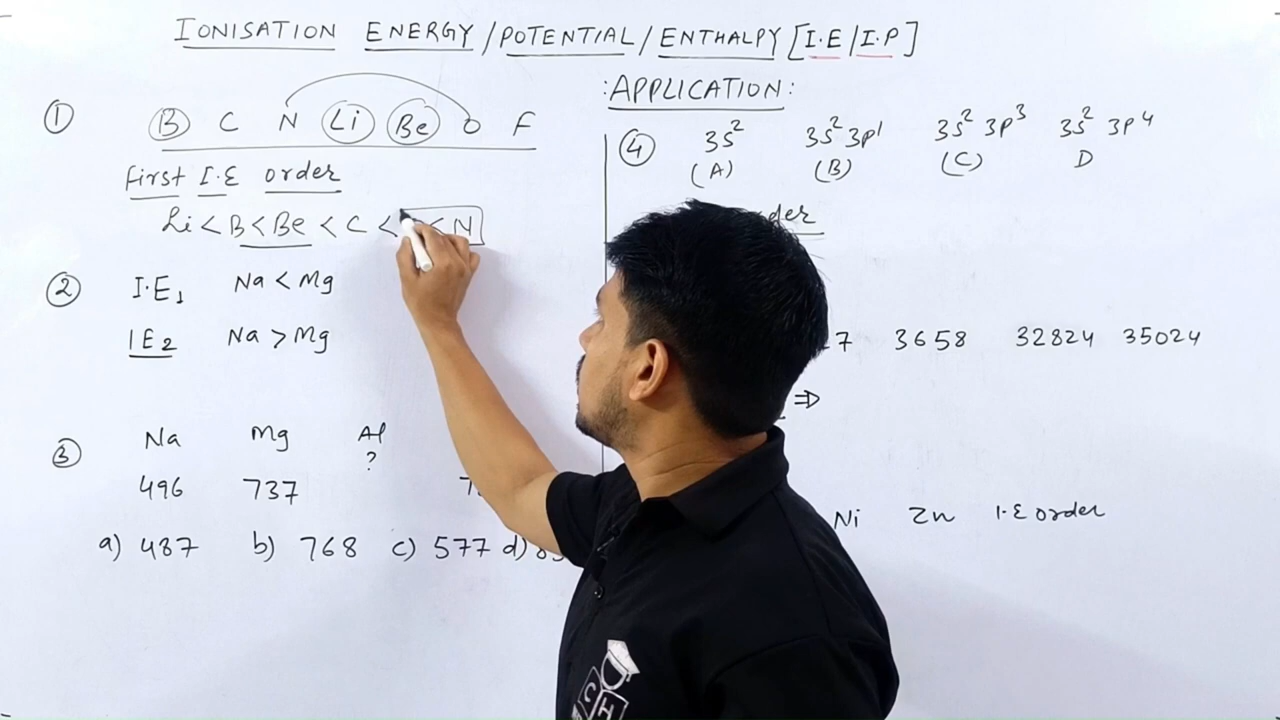 IONISATION ENERGY/POTENTIAL/ENTHALPY [I.E/I.P]
:APPLICATION:
① B C N Li Be O F
First I.E order
Li < B < Be < C < < N
② I.E₁ Na < Mg
IE₂ Na > Mg
③ Na Mg Al
?
496 737
a) 487 b) 768 c) 577 d)
④ 3s² 3s² 3p¹ 3s² 3p³ 3s² 3p⁴
(A) (B) (C) D
7 3658 32824 35024
⇒
Ni Zn I.E order
C H